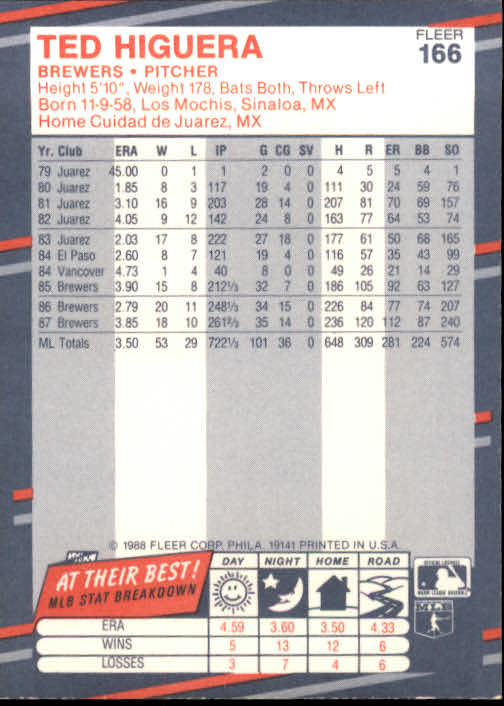 TED HIGUERA
FLEER
166
BREWERS • PITCHER
Height 5'10", Weight 178, Bats Both, Throws Left
Born 11-9-58, Los Mochis, Sinaloa, MX
Home Cuidad de Juarez, MX
Yr. Club ERA W L IP G CG SV H R ER BB SO
79 Juarez 45.00 0 1 1 2 0 0 4 5 5 4 1
80 Juarez 1.85 8 3 117 19 4 0 111 30 24 59 76
81 Juarez 3.10 16 9 203 28 14 0 207 81 70 69 157
82 Juarez 4.05 9 12 142 24 8 0 163 77 64 53 74
83 Juarez 2.03 17 8 222 27 18 0 177 61 50 68 165
84 El Paso 2.60 8 7 121 19 4 0 116 57 35 43 99
84 Vancover 4.73 1 4 40 8 0 0 49 26 21 14 29
85 Brewers 3.90 15 8 212⅓ 32 7 0 186 105 92 63 127
86 Brewers 2.79 20 11 248⅓ 34 15 0 226 84 77 74 207
87 Brewers 3.85 18 10 261⅔ 35 14 0 236 120 112 87 240
ML Totals 3.50 53 29 722⅓ 101 36 0 648 309 281 224 574
© 1988 FLEER CORP. PHILA. 19141 PRINTED IN U.S.A.
AT THEIR BEST!
MLB STAT BREAKDOWN
DAY NIGHT HOME ROAD
ERA 4.59 3.60 3.50 4.33
WINS 5 13 12 6
LOSSES 3 7 4 6
MLB